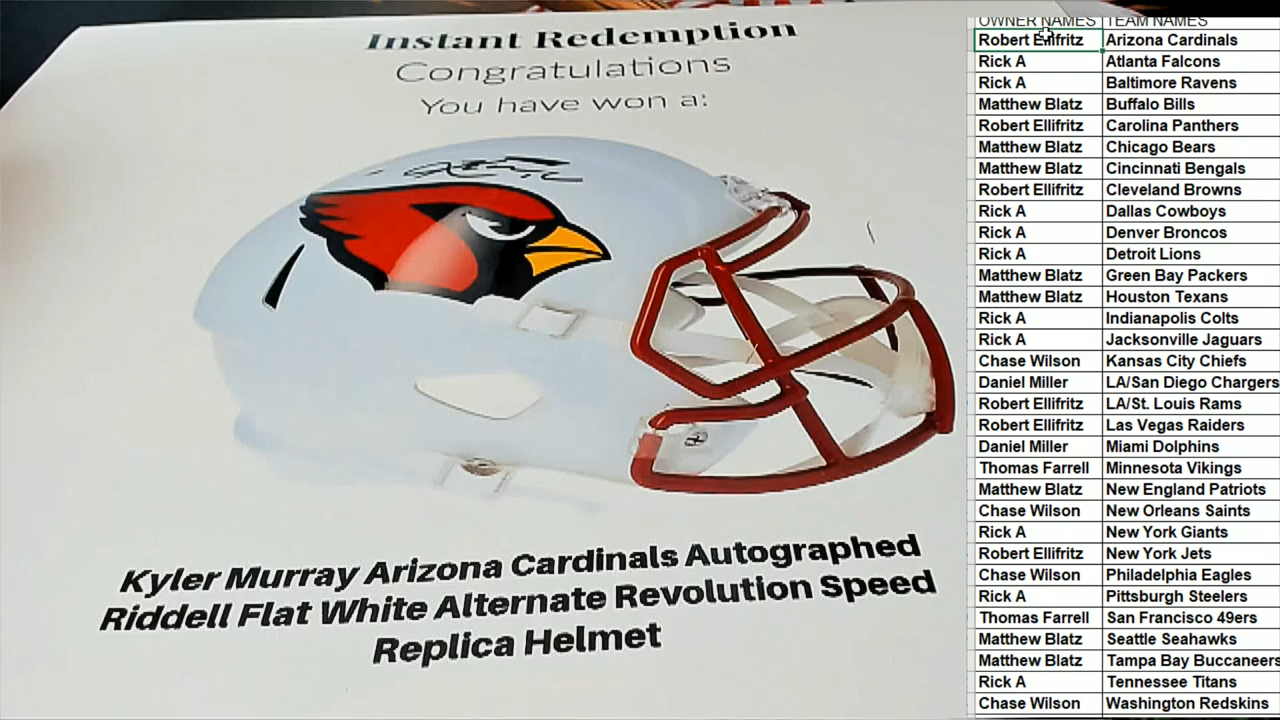 Instant Redemption
Congratulations
You have won a:
Kyler Murray Arizona Cardinals Autographed
Riddell Flat White Alternate Revolution Speed
Replica Helmet
OWNER NAMES TEAM NAMES
Robert Ellifritz Arizona Cardinals
Rick A Atlanta Falcons
Rick A Baltimore Ravens
Matthew Blatz Buffalo Bills
Robert Ellifritz Carolina Panthers
Matthew Blatz Chicago Bears
Matthew Blatz Cincinnati Bengals
Robert Ellifritz Cleveland Browns
Rick A Dallas Cowboys
Rick A Denver Broncos
Rick A Detroit Lions
Matthew Blatz Green Bay Packers
Matthew Blatz Houston Texans
Rick A Indianapolis Colts
Rick A Jacksonville Jaguars
Chase Wilson Kansas City Chiefs
Daniel Miller LA/San Diego Chargers
Robert Ellifritz LA/St. Louis Rams
Robert Ellifritz Las Vegas Raiders
Daniel Miller Miami Dolphins
Thomas Farrell Minnesota Vikings
Matthew Blatz New England Patriots
Chase Wilson New Orleans Saints
Rick A New York Giants
Robert Ellifritz New York Jets
Chase Wilson Philadelphia Eagles
Rick A Pittsburgh Steelers
Thomas Farrell San Francisco 49ers
Matthew Blatz Seattle Seahawks
Matthew Blatz Tampa Bay Buccaneers
Rick A Tennessee Titans
Chase Wilson Washington Redskins